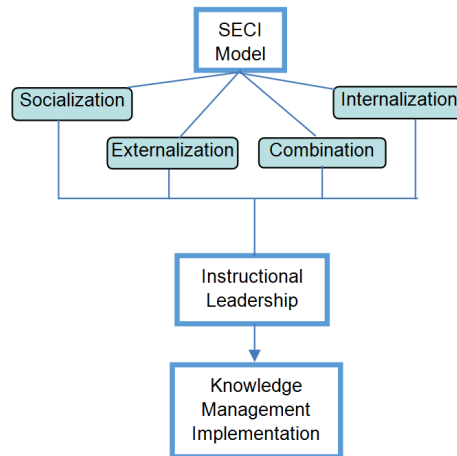 SECI
Model
Socialization
Internalization
Externalization
Combination
Instructional
Leadership
Knowledge
Management
Implementation